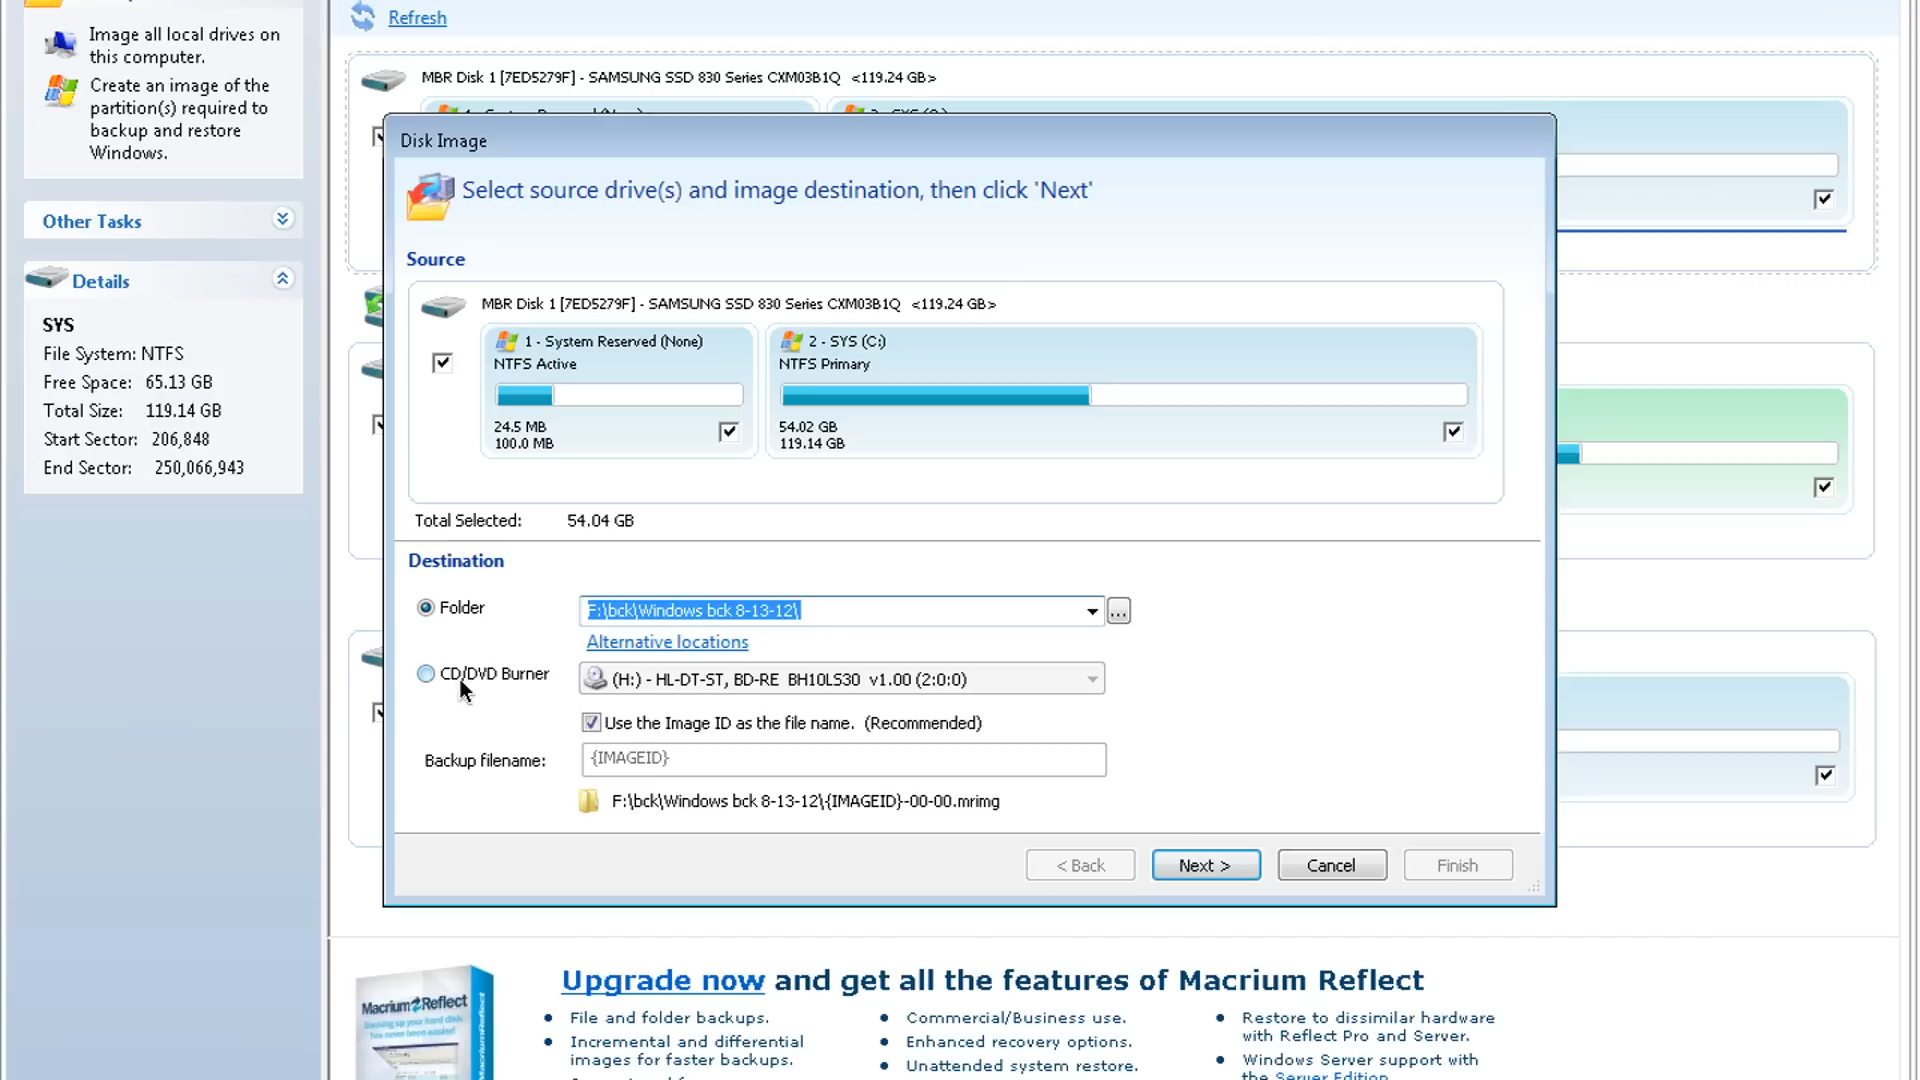 Image all local drives on
this computer.
Create an image of the
partition(s) required to
backup and restore
Windows.
Other Tasks
Details
SYS
File System: NTFS
Free Space: 65.13 GB
Total Size: 119.14 GB
Start Sector: 206,848
End Sector: 250,066,943
Refresh
MBR Disk 1 [7ED5279F] - SAMSUNG SSD 830 Series CXM03B1Q <119.24 GB>
Disk Image
Select source drive(s) and image destination, then click 'Next'
Source
MBR Disk 1 [7ED5279F] - SAMSUNG SSD 830 Series CXM03B1Q <119.24 GB>
1 - System Reserved (None)
NTFS Active
24.5 MB
100.0 MB
2 - SYS (C:)
NTFS Primary
54.02 GB
119.14 GB
Total Selected: 54.04 GB
Destination
Folder
F:\bck\Windows bck 8-13-12\
...
Alternative locations
CD/DVD Burner
(H:) - HL-DT-ST, BD-RE BH10LS30 v1.00 (2:0:0)
Use the Image ID as the file name. (Recommended)
Backup filename:
{IMAGEID}
F:\bck\Windows bck 8-13-12\{IMAGEID}-00-00.mrimg
< Back
Next >
Cancel
Finish
Macrium Reflect
Upgrade now and get all the features of Macrium Reflect
File and folder backups.
Incremental and differential
images for faster backups.
Commercial/Business use.
Enhanced recovery options.
Unattended system restore.
Restore to dissimilar hardware
with Reflect Pro and Server.
Windows Server support with
the Server Edition